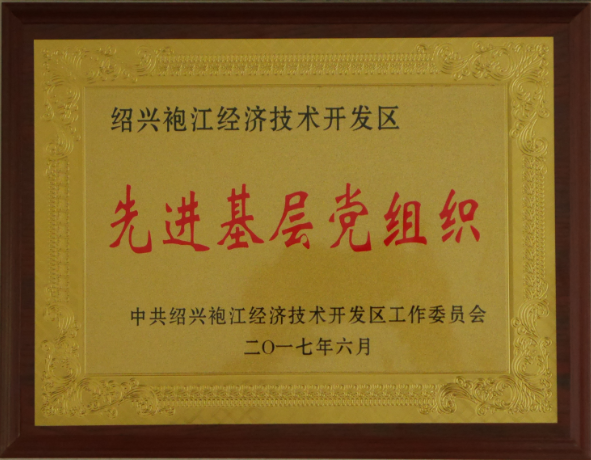 绍兴袍江经济技术开发区
先进基层党组织
中共绍兴袍江经济技术开发区工作委员会
二〇一七年六月